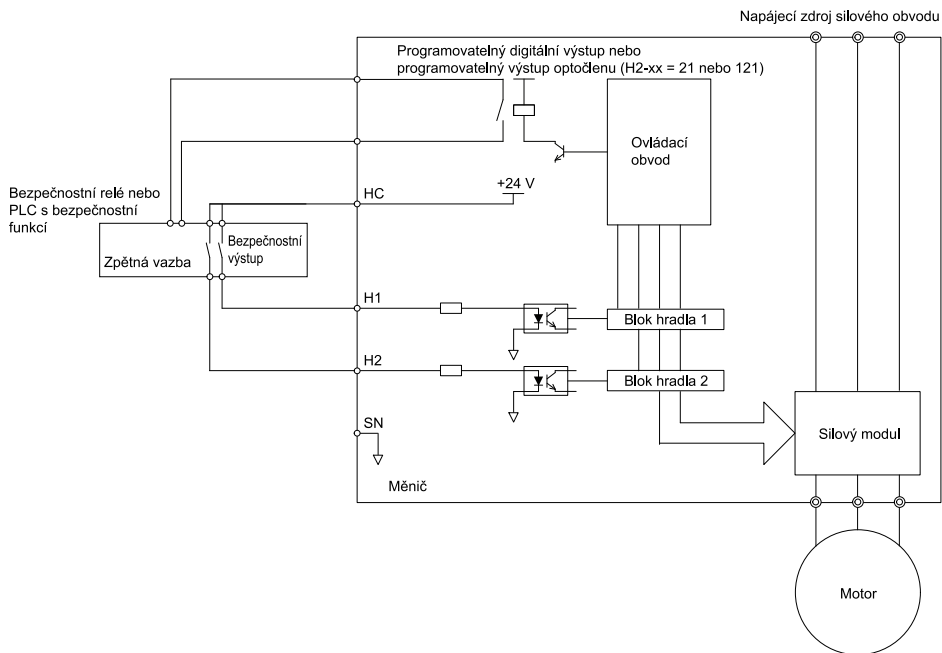 Napájecí zdroj silového obvodu
Programovatelný digitální výstup nebo
programovatelný výstup optočlenu (H2-xx = 21 nebo 121)
Ovládací
obvod
+24 V
HC
Bezpečnostní relé nebo
PLC s bezpečnostní
funkcí
Zpětná vazba
Bezpečnostní
výstup
H1
Blok hradla 1
H2
Blok hradla 2
SN
Silový modul
Měnič
Motor